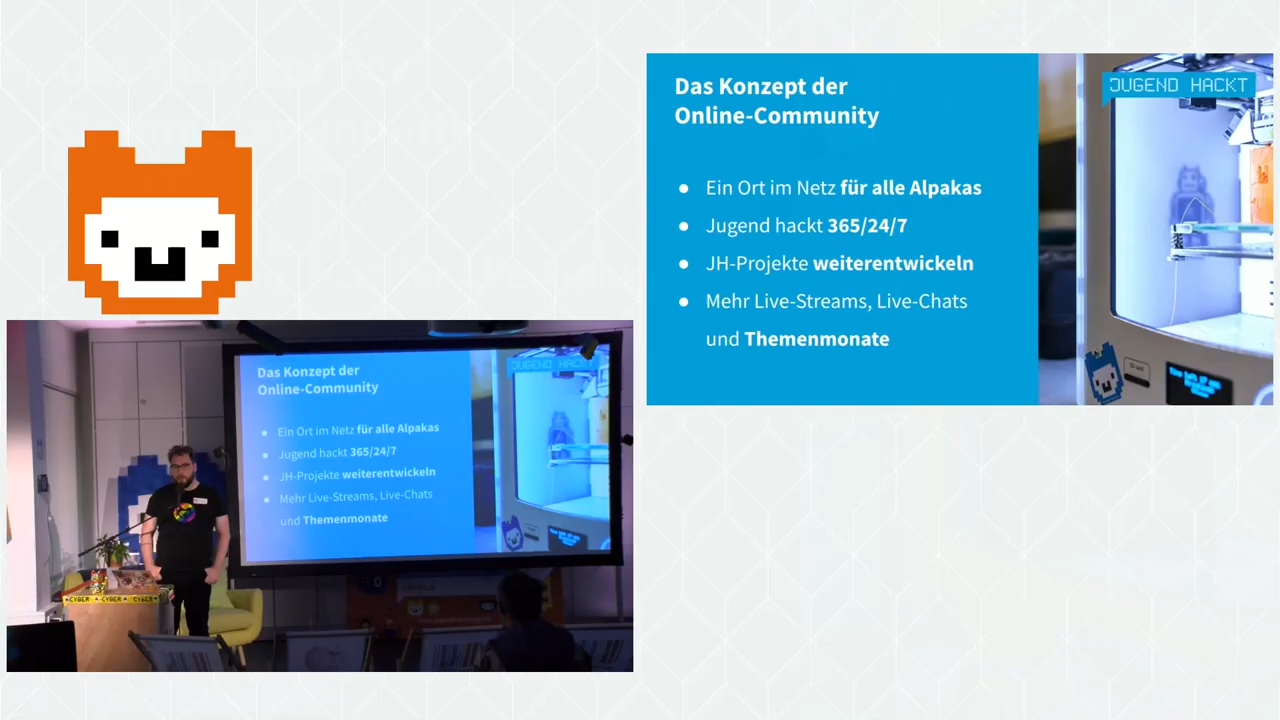 Das Konzept der
Online-Community
● Ein Ort im Netz für alle Alpakas
● Jugend hackt 365/24/7
● JH-Projekte weiterentwickeln
● Mehr Live-Streams, Live-Chats
und Themenmonate
JUGEND HACKT
Das Konzept der
Online-Community
● Ein Ort im Netz für alle Alpakas
● Jugend hackt 365/24/7
● JH-Projekte weiterentwickeln
● Mehr Live-Streams, Live-Chats
und Themenmonate
JUGEND HACKT
CYBER CYBER CYBER